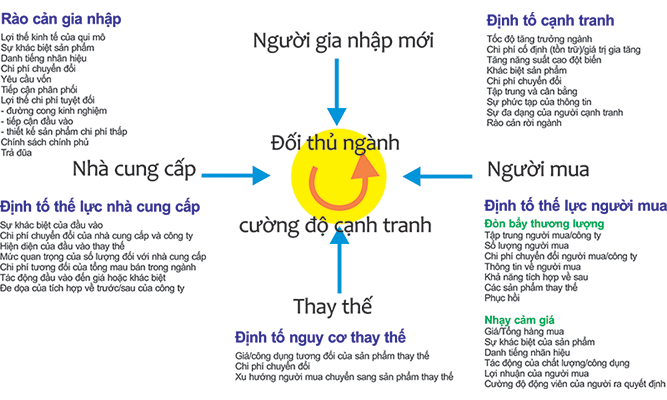 Rào cản gia nhập
Lợi thế kinh tế của qui mô
Sự khác biệt sản phẩm
Danh tiếng nhãn hiệu
Chi phí chuyển đổi
Yêu cầu vốn
Tiếp cận phân phối
Lợi thế chi phí tuyệt đối
- đường cong kinh nghiệm
- tiếp cận đầu vào
- thiết kế sản phẩm chi phí thấp
Chính sách chính phủ
Trả đũa
Người gia nhập mới
Định tố cạnh tranh
Tốc độ tăng trưởng ngành
Chi phí cố định (tồn trữ)/giá trị gia tăng
Tăng năng suất cao đột biến
Khác biệt sản phẩm
Chi phí chuyển đổi
Tập trung và cân bằng
Sự phức tạp của thông tin
Sự đa dạng của người cạnh tranh
Rào cản rời ngành
Đối thủ ngành
cường độ cạnh tranh
Nhà cung cấp
Định tố thế lực nhà cung cấp
Sự khác biệt của đầu vào
Chi phí chuyển đổi của nhà cung cấp và công ty
Hiện diện của đầu vào thay thế
Mức quan trọng của số lượng đối với nhà cung cấp
Chi phí tương đối của tổng mau bán trong ngành
Tác động đầu vào đến giá hoặc khác biệt
Đe dọa của tích hợp về trước/sau của công ty
Người mua
Định tố thế lực người mua
Đòn bẩy thương lượng
Tập trung người mua/công ty
Số lượng người mua
Chi phí chuyển đổi người mua/công ty
Thông tin về người mua
Khả năng tích hợp về sau
Các sản phẩm thay thế
Phục hồi
Nhạy cảm giá
Giá/Tổng hàng mua
Sự khác biệt của sản phẩm
Danh tiếng nhãn hiệu
Tác động của chất lượng/công dụng
Lợi nhuận của người mua
Cường độ động viên của người ra quyết định
Thay thế
Định tố nguy cơ thay thế
Giá/công dụng tương đối của sản phẩm thay thế
Chi phí chuyển đổi
Xu hướng người mua chuyển sang sản phẩm thay thế